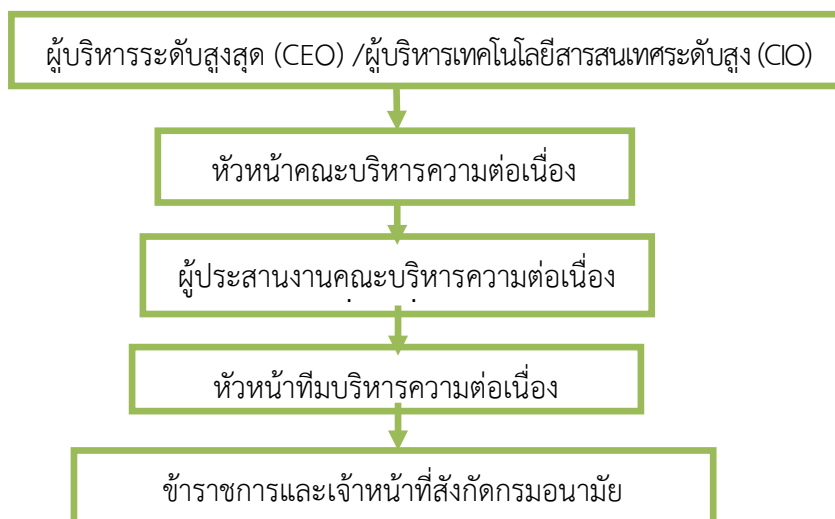 ผู้บริหารระดับสูงสุด (CEO) /ผู้บริหารเทคโนโลยีสารสนเทศระดับสูง (CIO)
หัวหน้าคณะบริหารความต่อเนื่อง
ผู้ประสานงานคณะบริหารความต่อเนื่อง
หัวหน้าทีมบริหารความต่อเนื่อง
ข้าราชการและเจ้าหน้าที่สังกัดกรมอนามัย